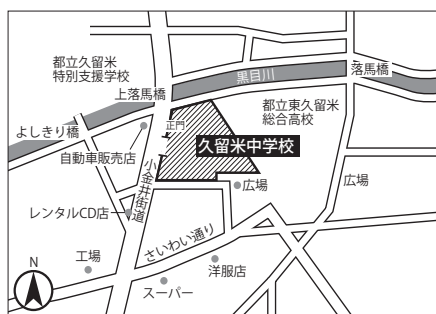 都立久留米
特別支援学校
黒目川
落馬橋
上落馬橋
都立東久留米
総合高校
よしきり橋
正門
久留米中学校
自動車販売店
小金井街道
広場
広場
レンタルCD店
さいわい通り
工場
洋服店
スーパー
N